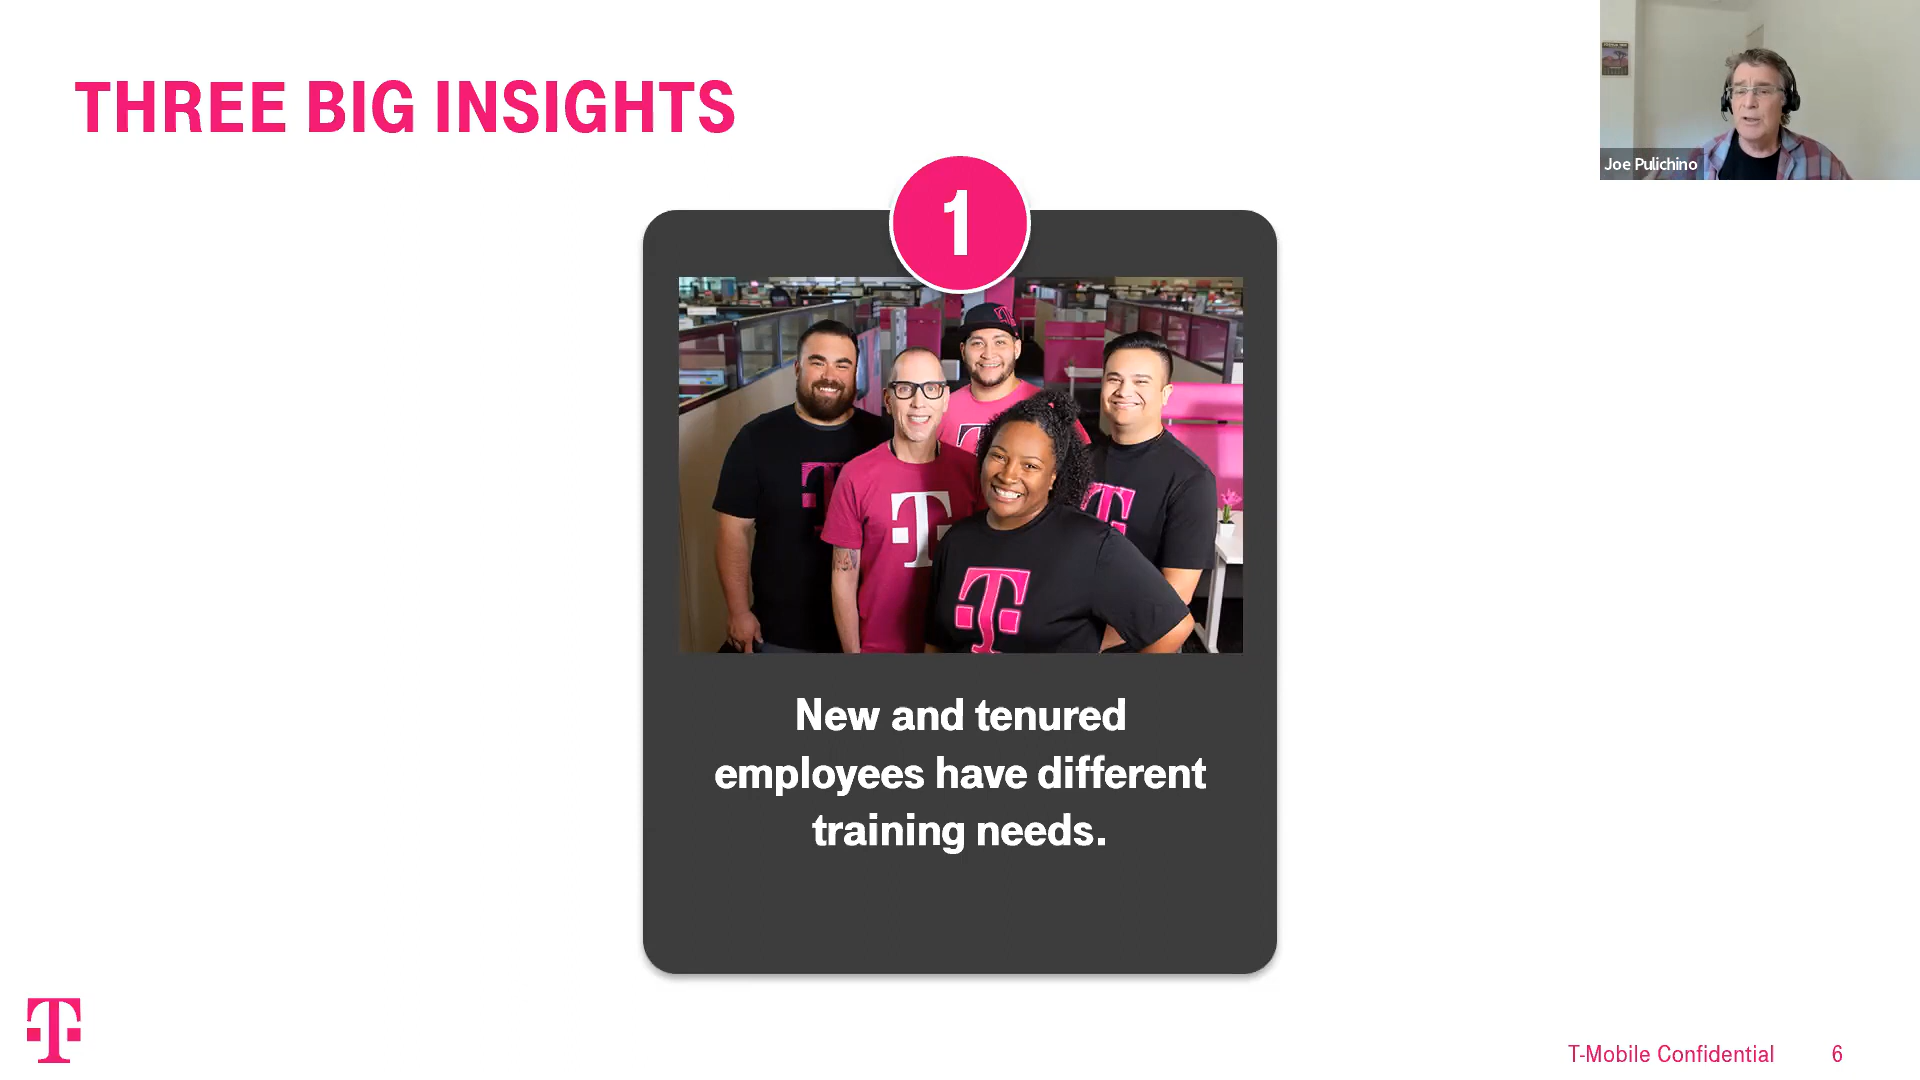 THREE BIG INSIGHTS
Joe Pulichino
1
New and tenured
employees have different
training needs.
T
T-Mobile Confidential
6